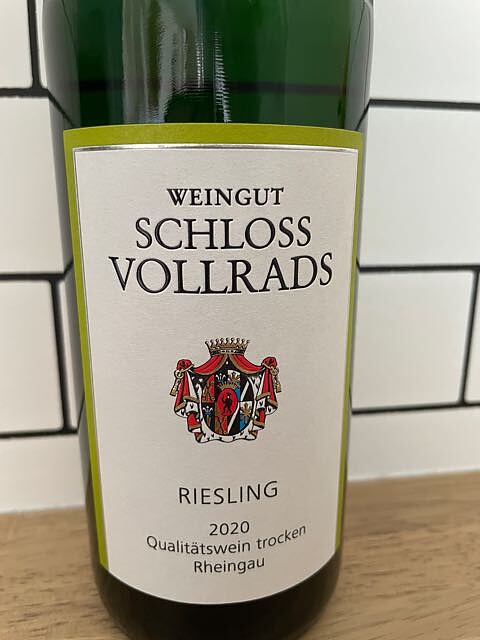 WEINGUT
SCHLOSS
VOLLRADS
RIESLING
2020
Qualitätswein trocken
Rheingau